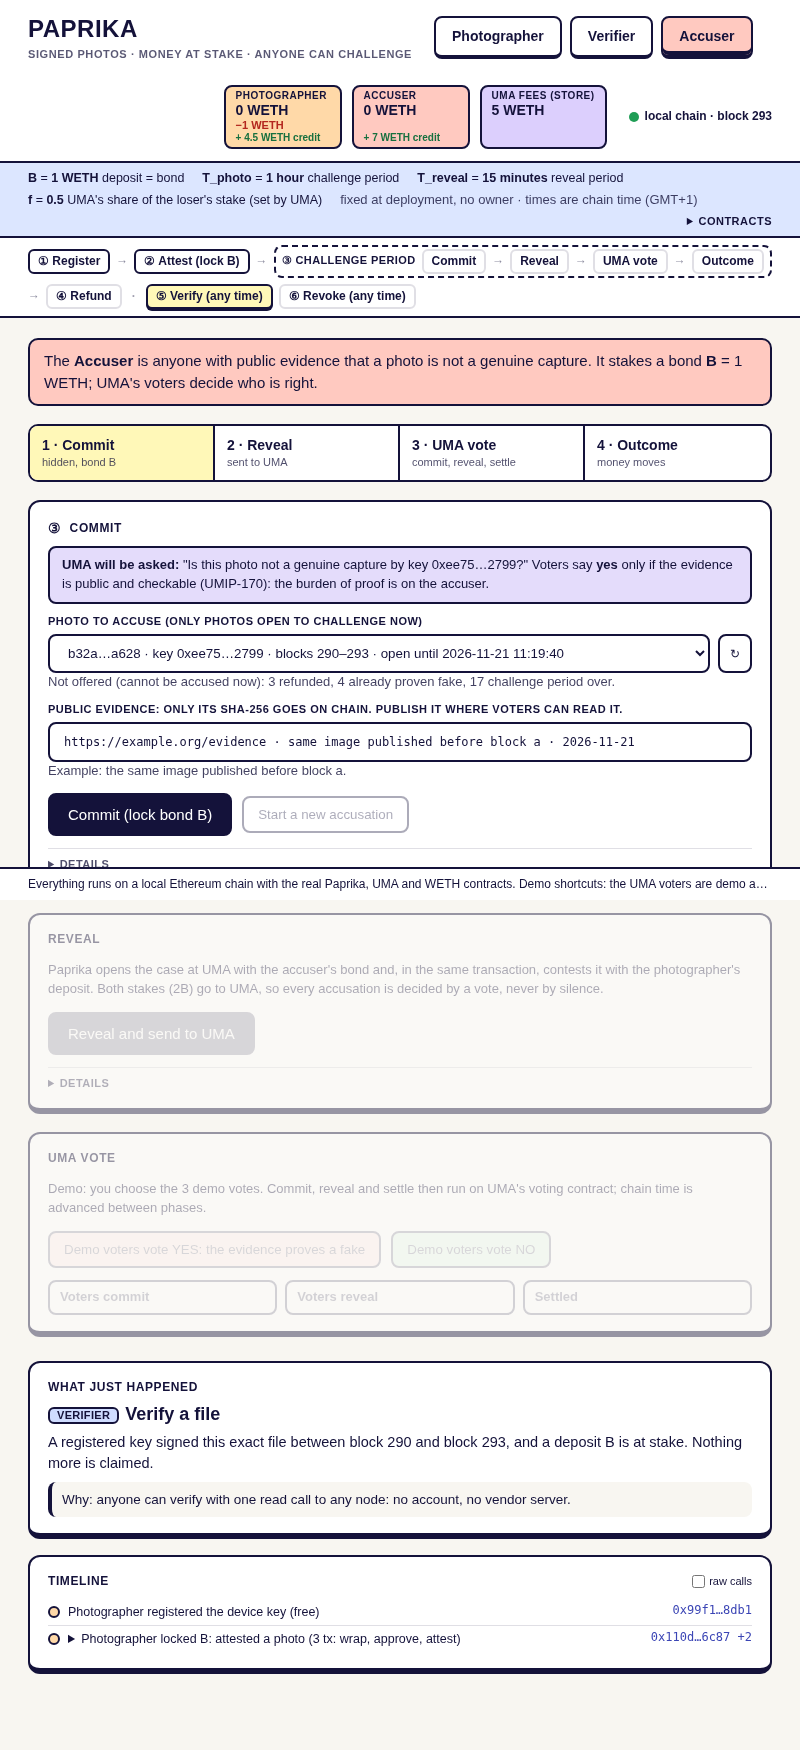 PAPRIKA
SIGNED PHOTOS · MONEY AT STAKE · ANYONE CAN CHALLENGE
Photographer
Verifier
Accuser
PHOTOGRAPHER
0 WETH
−1 WETH
+ 4.5 WETH credit
ACCUSER
0 WETH
+ 7 WETH credit
UMA FEES (STORE)
5 WETH
local chain · block 293
B = 1 WETH deposit = bond T_photo = 1 hour challenge period T_reveal = 15 minutes reveal period
f = 0.5 UMA's share of the loser's stake (set by UMA) fixed at deployment, no owner · times are chain time (GMT+1)
▶ CONTRACTS
① Register → ② Attest (lock B) → ③ CHALLENGE PERIOD Commit → Reveal → UMA vote → Outcome
→ ④ Refund · ⑤ Verify (any time) ⑥ Revoke (any time)
The Accuser is anyone with public evidence that a photo is not a genuine capture. It stakes a bond B = 1
WETH; UMA's voters decide who is right.
1 · Commit
hidden, bond B
2 · Reveal
sent to UMA
3 · UMA vote
commit, reveal, settle
4 · Outcome
money moves
③ COMMIT
UMA will be asked: "Is this photo not a genuine capture by key 0xee75…2799?" Voters say yes only if the evidence
is public and checkable (UMIP-170): the burden of proof is on the accuser.
PHOTO TO ACCUSE (ONLY PHOTOS OPEN TO CHALLENGE NOW)
b32a…a628 · key 0xee75…2799 · blocks 290–293 · open until 2026-11-21 11:19:40
↻
Not offered (cannot be accused now): 3 refunded, 4 already proven fake, 17 challenge period over.
PUBLIC EVIDENCE: ONLY ITS SHA-256 GOES ON CHAIN. PUBLISH IT WHERE VOTERS CAN READ IT.
https://example.org/evidence · same image published before block a · 2026-11-21
Example: the same image published before block a.
Commit (lock bond B)
Start a new accusation
▶ DETAILS
Everything runs on a local Ethereum chain with the real Paprika, UMA and WETH contracts. Demo shortcuts: the UMA voters are demo a…
REVEAL
Paprika opens the case at UMA with the accuser's bond and, in the same transaction, contests it with the photographer's
deposit. Both stakes (2B) go to UMA, so every accusation is decided by a vote, never by silence.
Reveal and send to UMA
▶ DETAILS
UMA VOTE
Demo: you choose the 3 demo votes. Commit, reveal and settle then run on UMA's voting contract; chain time is
advanced between phases.
Demo voters vote YES: the evidence proves a fake
Demo voters vote NO
Voters commit
Voters reveal
Settled
WHAT JUST HAPPENED
VERIFIER Verify a file
A registered key signed this exact file between block 290 and block 293, and a deposit B is at stake. Nothing
more is claimed.
Why: anyone can verify with one read call to any node: no account, no vendor server.
TIMELINE
raw calls
Photographer registered the device key (free) 0x99f1…8db1
▶ Photographer locked B: attested a photo (3 tx: wrap, approve, attest) 0x110d…6c87 +2